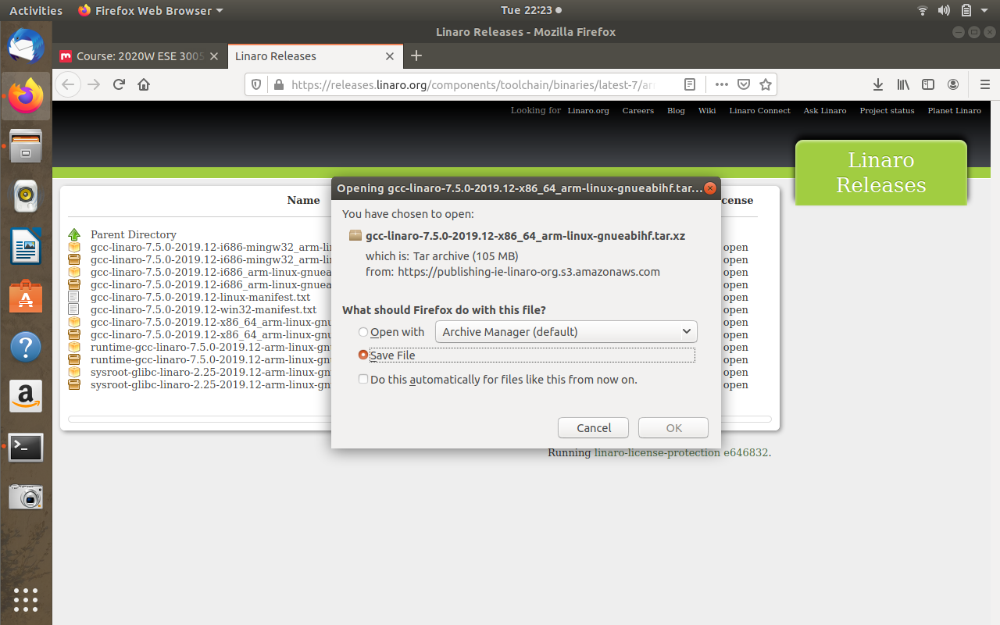 Activities Firefox Web Browser Tue 22:23
Linaro Releases - Mozilla Firefox
Course: 2020W ESE 3005
Linaro Releases
https://releases.linaro.org/components/toolchain/binaries/latest-7/ar
Looking for Linaro.org Careers Blog Wiki Linaro Connect Ask Linaro Project status Planet Linaro
Linaro
Releases
Name
cense
Parent Directory
gcc-linaro-7.5.0-2019.12-i686-mingw32_arm-li open
gcc-linaro-7.5.0-2019.12-i686-mingw32_arm-li open
gcc-linaro-7.5.0-2019.12-i686_arm-linux-gnuea open
gcc-linaro-7.5.0-2019.12-i686_arm-linux-gnuea open
gcc-linaro-7.5.0-2019.12-linux-manifest.txt open
gcc-linaro-7.5.0-2019.12-win32-manifest.txt open
gcc-linaro-7.5.0-2019.12-x86_64_arm-linux-gnu open
gcc-linaro-7.5.0-2019.12-x86_64_arm-linux-gnu open
runtime-gcc-linaro-7.5.0-2019.12-arm-linux-gn open
runtime-gcc-linaro-7.5.0-2019.12-arm-linux-gn open
sysroot-glibc-linaro-2.25-2019.12-arm-linux-gn open
sysroot-glibc-linaro-2.25-2019.12-arm-linux-gn open
Running linaro-license-protection e646832.
Opening gcc-linaro-7.5.0-2019.12-x86_64_arm-linux-gnueabihf.tar...
You have chosen to open:
gcc-linaro-7.5.0-2019.12-x86_64_arm-linux-gnueabihf.tar.xz
which is: Tar archive (105 MB)
from: https://publishing-ie-linaro-org.s3.amazonaws.com
What should Firefox do with this file?
Open with Archive Manager (default)
Save File
Do this automatically for files like this from now on.
Cancel OK